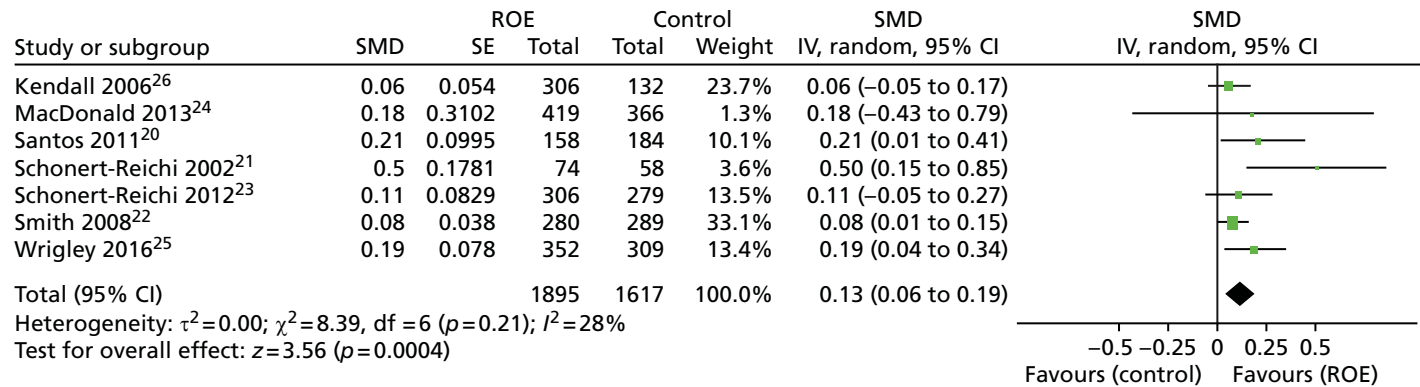 ROE Control SMD SMD
Study or subgroup SMD SE Total Total Weight IV, random, 95% CI IV, random, 95% CI
Kendall 2006²⁶ 0.06 0.054 306 132 23.7% 0.06 (−0.05 to 0.17)
MacDonald 2013²⁴ 0.18 0.3102 419 366 1.3% 0.18 (−0.43 to 0.79)
Santos 2011²⁰ 0.21 0.0995 158 184 10.1% 0.21 (0.01 to 0.41)
Schonert-Reichi 2002²¹ 0.5 0.1781 74 58 3.6% 0.50 (0.15 to 0.85)
Schonert-Reichi 2012²³ 0.11 0.0829 306 279 13.5% 0.11 (−0.05 to 0.27)
Smith 2008²² 0.08 0.038 280 289 33.1% 0.08 (0.01 to 0.15)
Wrigley 2016²⁵ 0.19 0.078 352 309 13.4% 0.19 (0.04 to 0.34)
Total (95% CI) 1895 1617 100.0% 0.13 (0.06 to 0.19)
Heterogeneity: τ²=0.00; χ²=8.39, df=6 (p=0.21); I²=28%
Test for overall effect: z=3.56 (p=0.0004)
−0.5 −0.25 0 0.25 0.5
Favours (control) Favours (ROE)